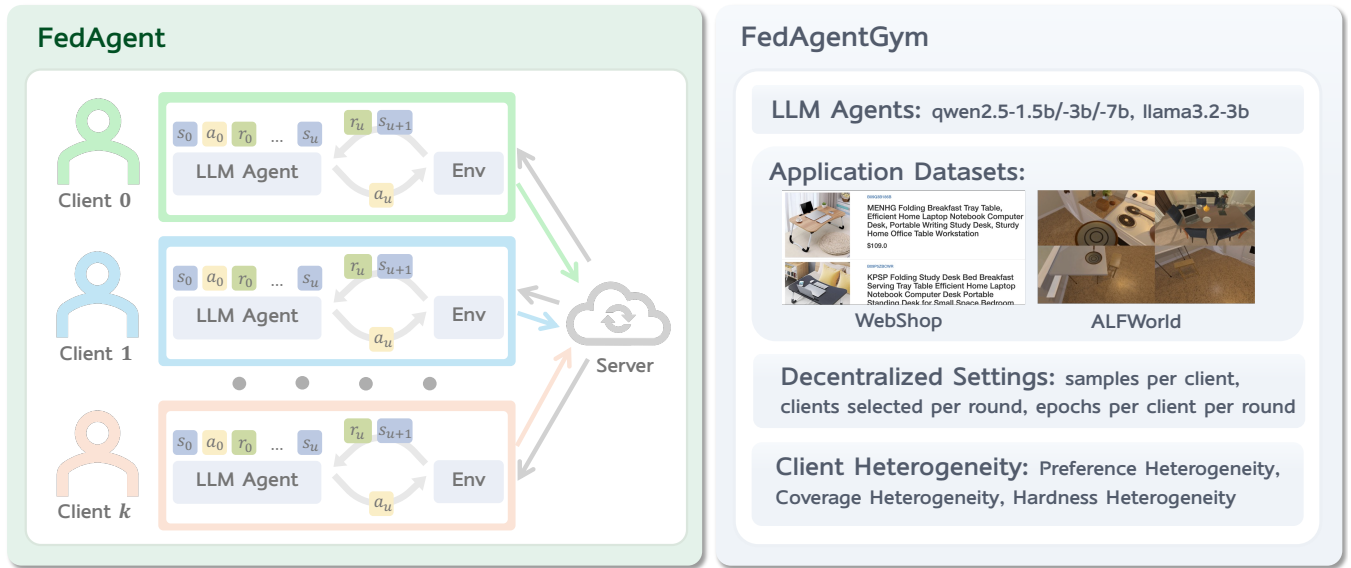 FedAgent
s0 a0 r0 ... su ru su+1
LLM Agent
Env
au
Client 0
s0 a0 r0 ... su ru su+1
LLM Agent
Env
au
Client 1
Server
s0 a0 r0 ... su ru su+1
LLM Agent
Env
au
Client k
FedAgentGym
LLM Agents: qwen2.5-1.5b/-3b/-7b, llama3.2-3b
Application Datasets:
MENHG Folding Breakfast Tray Table,
Efficient Home Laptop Notebook Computer
Desk, Portable Writing Study Desk, Sturdy
Home Office Table Workstation
$109.0
KPSP Folding Study Desk Bed Breakfast
Serving Tray Table Efficient Home Laptop
Notebook Computer Desk Portable
Standing Desk for Small Space Bedroom
WebShop
ALFWorld
Decentralized Settings: samples per client,
clients selected per round, epochs per client per round
Client Heterogeneity: Preference Heterogeneity,
Coverage Heterogeneity, Hardness Heterogeneity